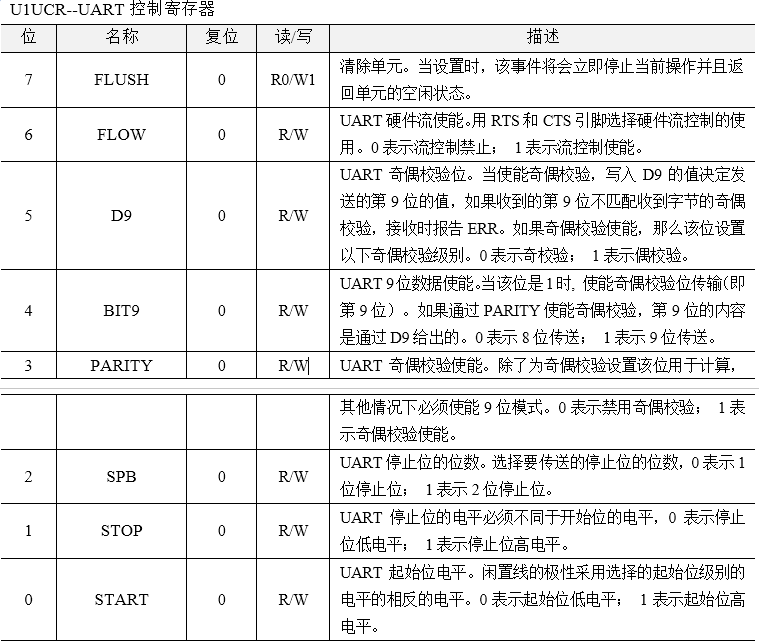 U1UCR--UART 控制寄存器
位 名称 复位 读/写 描述
7 FLUSH 0 R0/W1 清除单元。当设置时，该事件将会立即停止当前操作并且返
回单元的空闲状态。
6 FLOW 0 R/W UART 硬件流使能。用 RTS 和 CTS 引脚选择硬件流控制的使
用。0 表示流控制禁止； 1 表示流控制使能。
5 D9 0 R/W UART 奇偶校验位。当使能奇偶校验，写入 D9 的值决定发
送的第 9 位的值，如果收到的第 9 位不匹配收到字节的奇偶
校验，接收时报告 ERR。如果奇偶校验使能，那么该位设置
以下奇偶校验级别。0 表示奇校验； 1 表示偶校验。
4 BIT9 0 R/W UART 9 位数据使能。当该位是 1 时, 使能奇偶校验位传输（即
第 9 位）。如果通过 PARITY 使能奇偶校验，第 9 位的内容
是通过 D9 给出的。0 表示 8 位传送； 1 表示 9 位传送。
3 PARITY 0 R/W UART 奇偶校验使能。除了为奇偶校验设置该位用于计算，
其他情况下必须使能 9 位模式。0 表示禁用奇偶校验； 1 表
示奇偶校验使能。
2 SPB 0 R/W UART 停止位的位数。选择要传送的停止位的位数，0 表示 1
位停止位； 1 表示 2 位停止位。
1 STOP 0 R/W UART 停止位的电平必须不同于开始位的电平，0 表示停止
位低电平； 1 表示停止位高电平。
0 START 0 R/W UART 起始位电平。闲置线的极性采用选择的起始位级别的
电平的相反的电平。0 表示起始位低电平； 1 表示起始位高
电平。